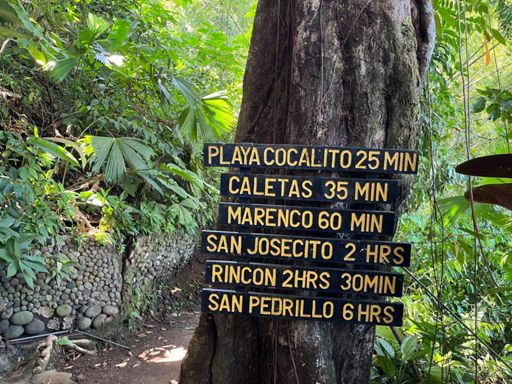 PLAYA COCALITO 25 MIN
CALETAS 35 MIN
MARENCO 60 MIN
SAN JOSECITO 2 HRS
RINCON 2HRS 30MIN
SAN PEDRILLO 6 HRS